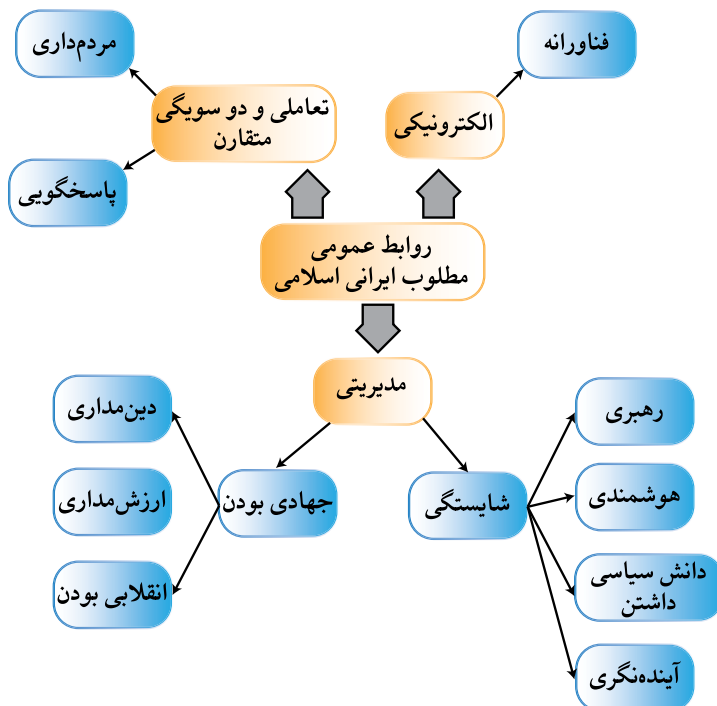 فناورانه
مردم‌داری
الکترونیکی
تعاملی و دو سویگی
متقارن
پاسخگویی
روابط عمومی
مطلوب ایرانی اسلامی
مدیریتی
رهبری
دین‌مداری
هوشمندی
شایستگی
جهادی بودن
ارزش‌مداری
دانش سیاسی
داشتن
انقلابی بودن
آینده‌نگری